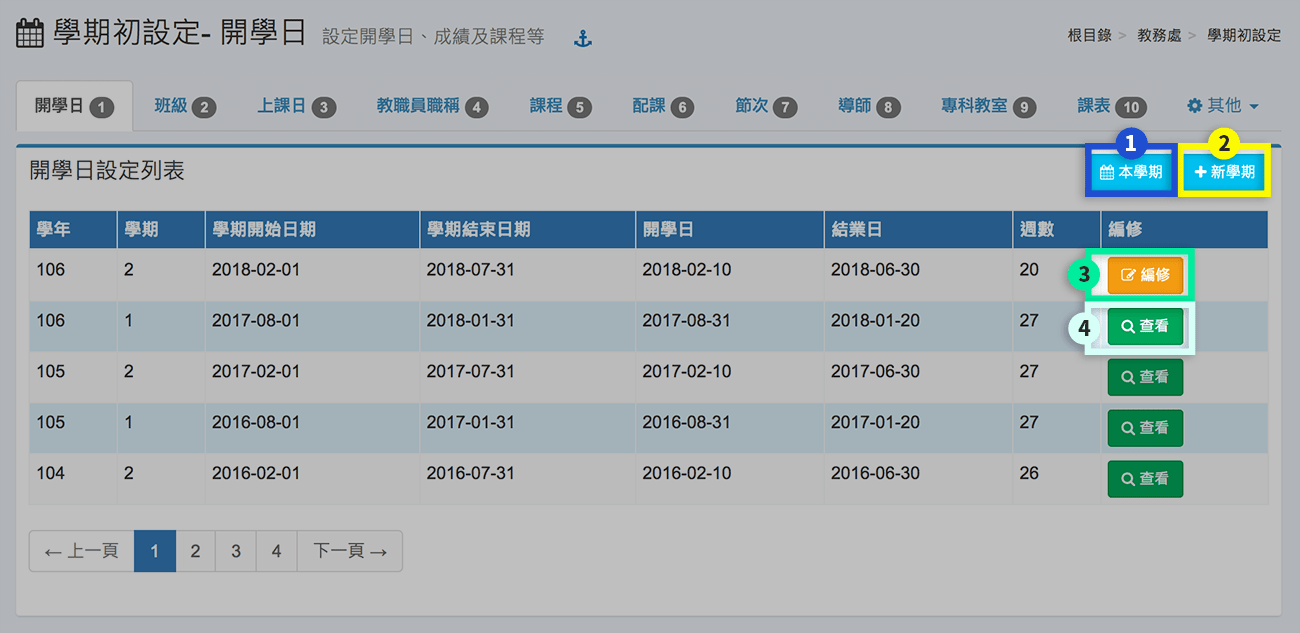 學期初設定- 開學日 設定開學日、成績及課程等 根目錄 > 教務處 > 學期初設定
開學日 1 班級 2 上課日 3 教職員職稱 4 課程 5 配課 6 節次 7 導師 8 專科教室 9 課表 10 其他
1 2
開學日設定列表 本學期 新學期
學年 學期 學期開始日期 學期結束日期 開學日 結業日 週數 編修
106 2 2018-02-01 2018-07-31 2018-02-10 2018-06-30 20 3 編修
106 1 2017-08-01 2018-01-31 2017-08-31 2018-01-20 27 4 查看
105 2 2017-02-01 2017-07-31 2017-02-10 2017-06-30 27 查看
105 1 2016-08-01 2017-01-31 2016-08-31 2017-01-20 27 查看
104 2 2016-02-01 2016-07-31 2016-02-10 2016-06-30 26 查看
← 上一頁 1 2 3 4 下一頁 →